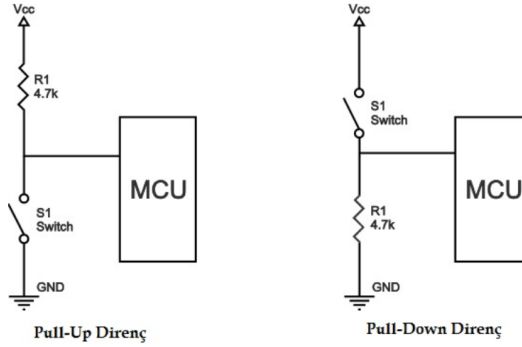 Vcc
R1
4.7k
MCU
S1
Switch
GND
Pull-Up Direnç
Vcc
S1
Switch
MCU
R1
4.7k
GND
Pull-Down Direnç